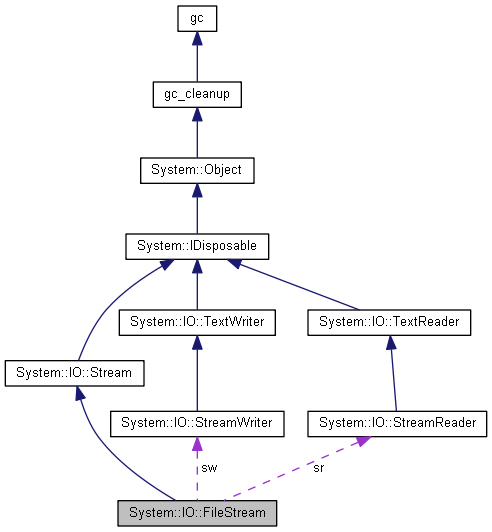 gc
gc_cleanup
System::Object
System::IDisposable
System::IO::TextWriter
System::IO::TextReader
System::IO::Stream
System::IO::StreamWriter
System::IO::StreamReader
sw
sr
System::IO::FileStream